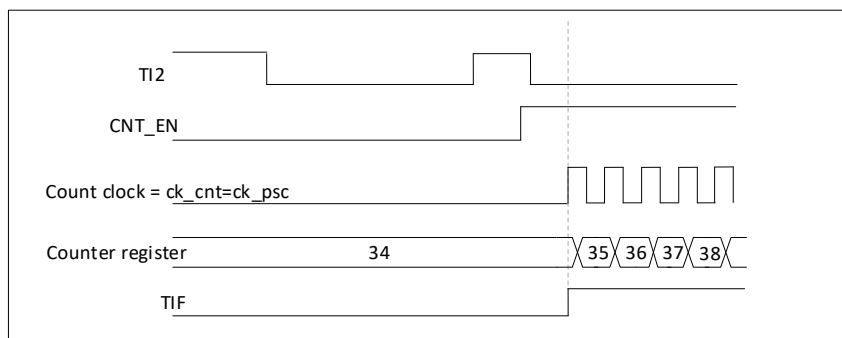 TI2
CNT_EN
Count clock = ck_cnt=ck_psc
Counter register 34 35 36 37 38
TIF